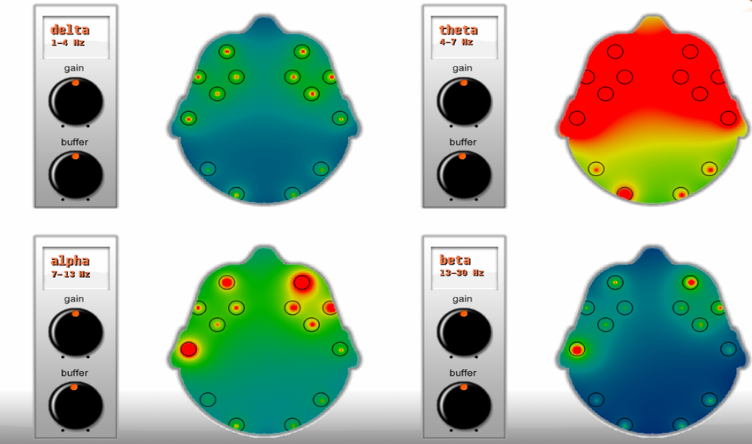 delta
1-4 Hz
gain
buffer
theta
4-7 Hz
gain
buffer
alpha
7-13 Hz
gain
buffer
beta
13-30 Hz
gain
buffer